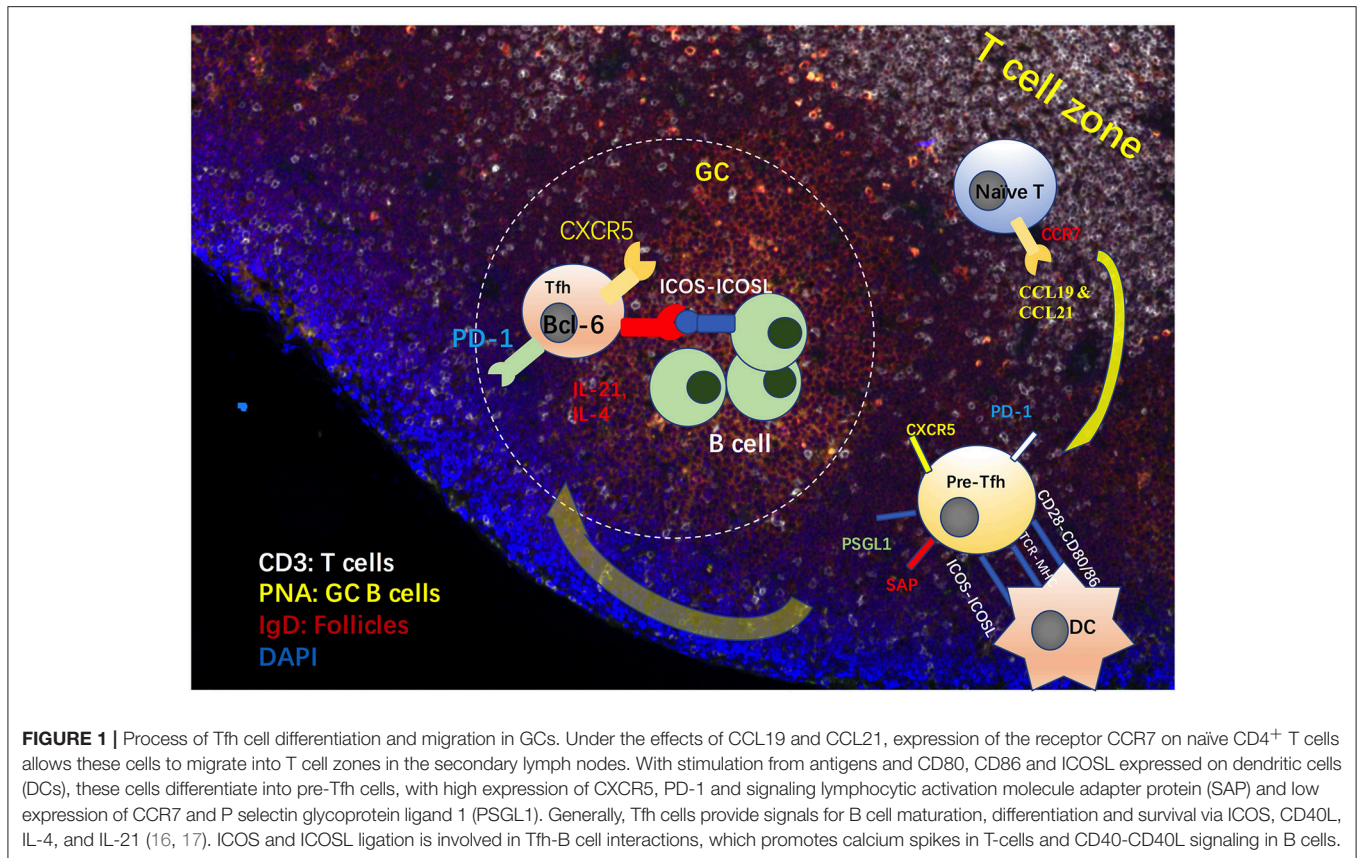 T cell zone
GC
Naïve T
CCR7
CXCR5
CCL19 &
CCL21
ICOS-ICOSL
Tfh
Bcl-6
PD-1
IL-21,
IL-4
B cell
PD-1
CXCR5
Pre-Tfh
CD28-CD80/86
TCR-MHC
PSGL1
SAP
ICOS-ICOSL
DC
CD3: T cells
PNA: GC B cells
IgD: Follicles
DAPI
FIGURE 1 | Process of Tfh cell differentiation and migration in GCs. Under the effects of CCL19 and CCL21, expression of the receptor CCR7 on naïve CD4+ T cells
allows these cells to migrate into T cell zones in the secondary lymph nodes. With stimulation from antigens and CD80, CD86 and ICOSL expressed on dendritic cells
(DCs), these cells differentiate into pre-Tfh cells, with high expression of CXCR5, PD-1 and signaling lymphocytic activation molecule adapter protein (SAP) and low
expression of CCR7 and P selectin glycoprotein ligand 1 (PSGL1). Generally, Tfh cells provide signals for B cell maturation, differentiation and survival via ICOS, CD40L,
IL-4, and IL-21 (16, 17). ICOS and ICOSL ligation is involved in Tfh-B cell interactions, which promotes calcium spikes in T-cells and CD40-CD40L signaling in B cells.